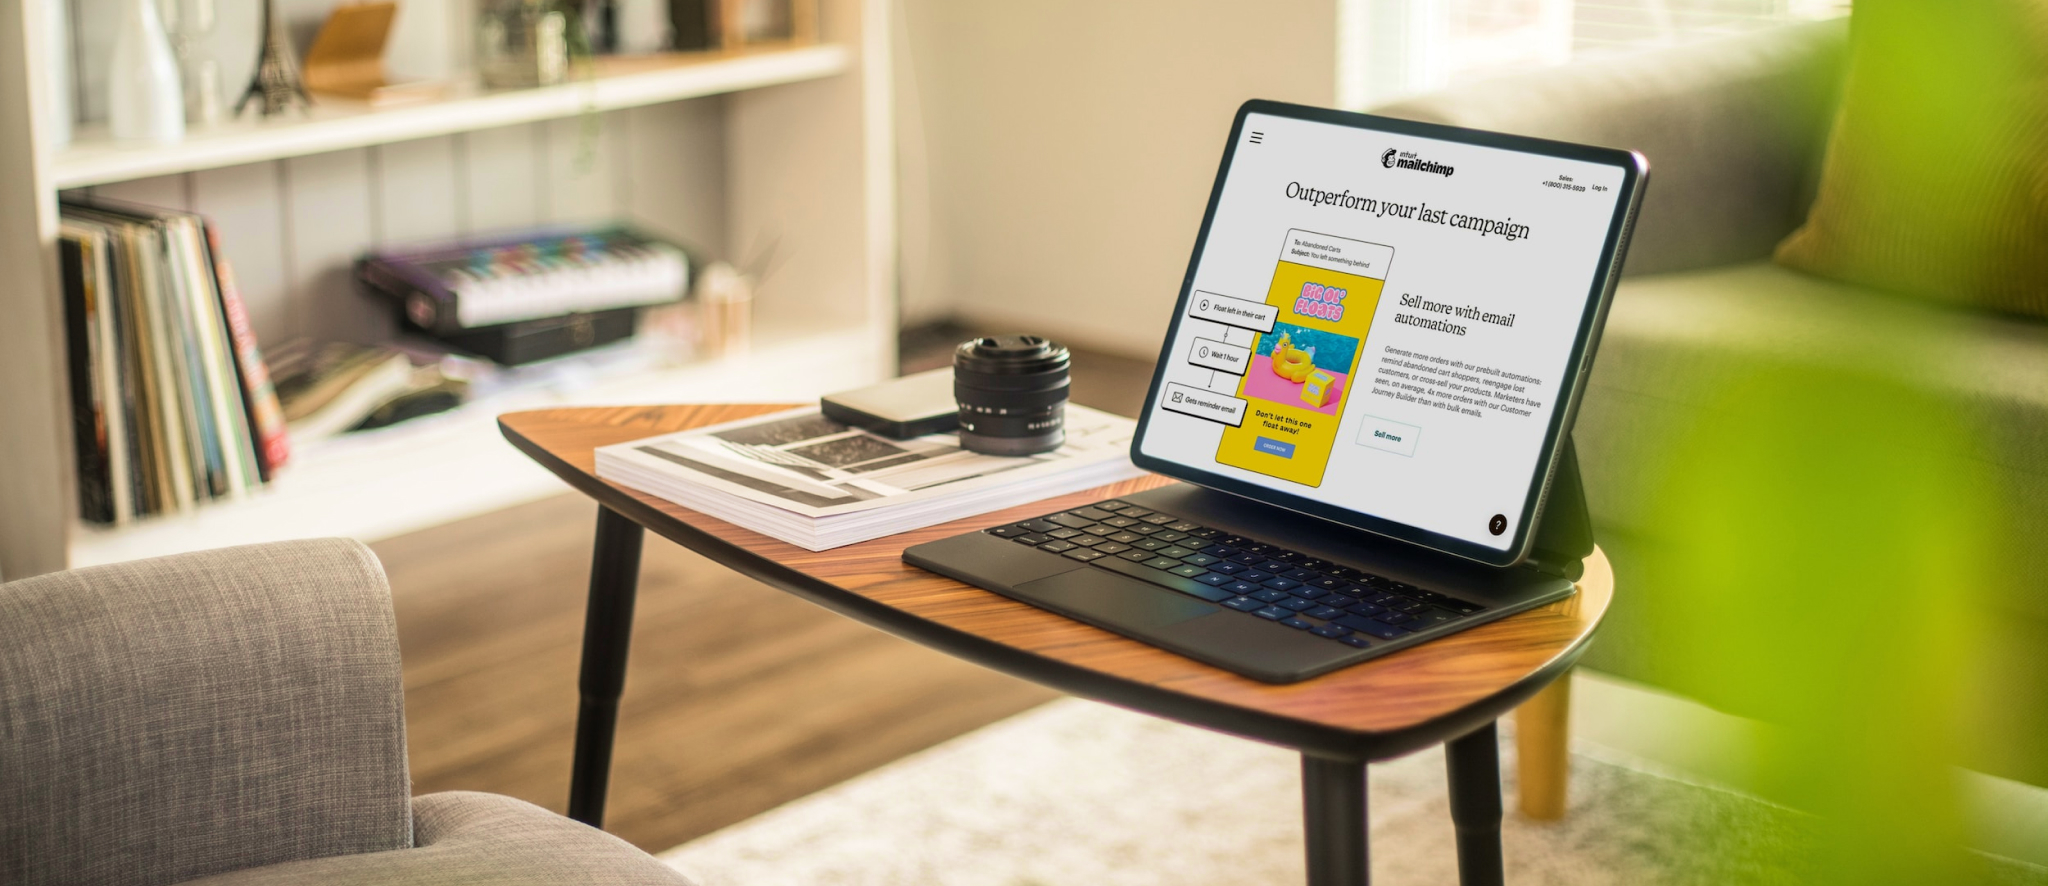 intuit
mailchimp
Sales:
+1 (800) 315-5939
Log In
Outperform your last campaign
To: Abandoned Carts
Subject: You left something behind
BIG OL'
FLOATS
Float left in their cart
Wait 1 hour
Gets reminder email
Don't let this one
float away!
ORDER NOW
Sell more with email
automations
Generate more orders with our prebuilt automations:
remind abandoned cart shoppers, reengage lost
customers, or cross-sell your products. Marketers have
seen, on average, 4x more orders with our Customer
Journey Builder than with bulk emails.
Sell more
?